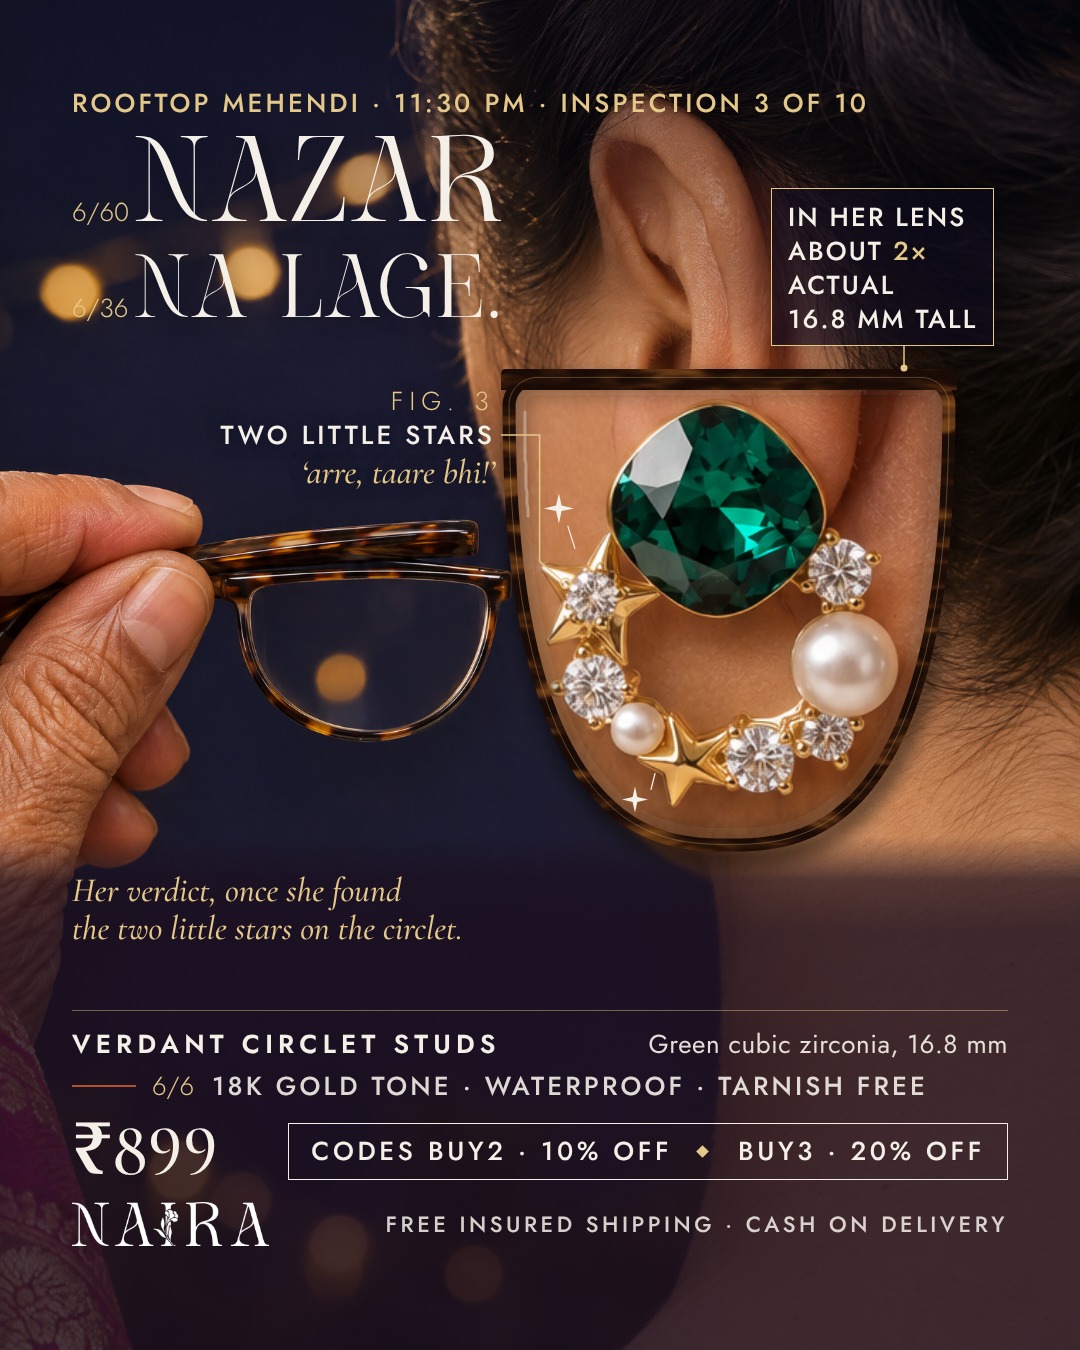 ROOFTOP MEHENDI · 11:30 PM · INSPECTION 3 OF 10
6/60 NAZAR
6/36 NA LAGE.
IN HER LENS
ABOUT 2×
ACTUAL
16.8 MM TALL
FIG. 3
TWO LITTLE STARS
‘arre, taare bhi!’
Her verdict, once she found
the two little stars on the circlet.
VERDANT CIRCLET STUDS
Green cubic zirconia, 16.8 mm
6/6 18K GOLD TONE · WATERPROOF · TARNISH FREE
₹899
CODES BUY2 · 10% OFF ◆ BUY3 · 20% OFF
NAIRA
FREE INSURED SHIPPING · CASH ON DELIVERY